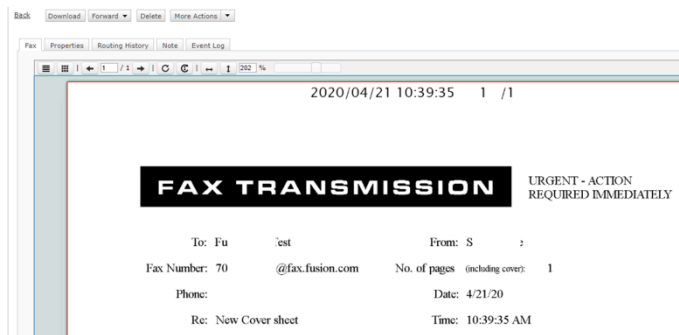 Back Download Forward Delete More Actions
Fax Properties Routing History Note Event Log
1 / 1 202 %
2020/04/21 10:39:35 1 /1
FAX TRANSMISSION
URGENT - ACTION
REQUIRED IMMEDIATELY
To: Fu est From: S
Fax Number: 70 @fax.fusion.com No. of pages (including cover): 1
Phone: Date: 4/21/20
Re: New Cover sheet Time: 10:39:35 AM